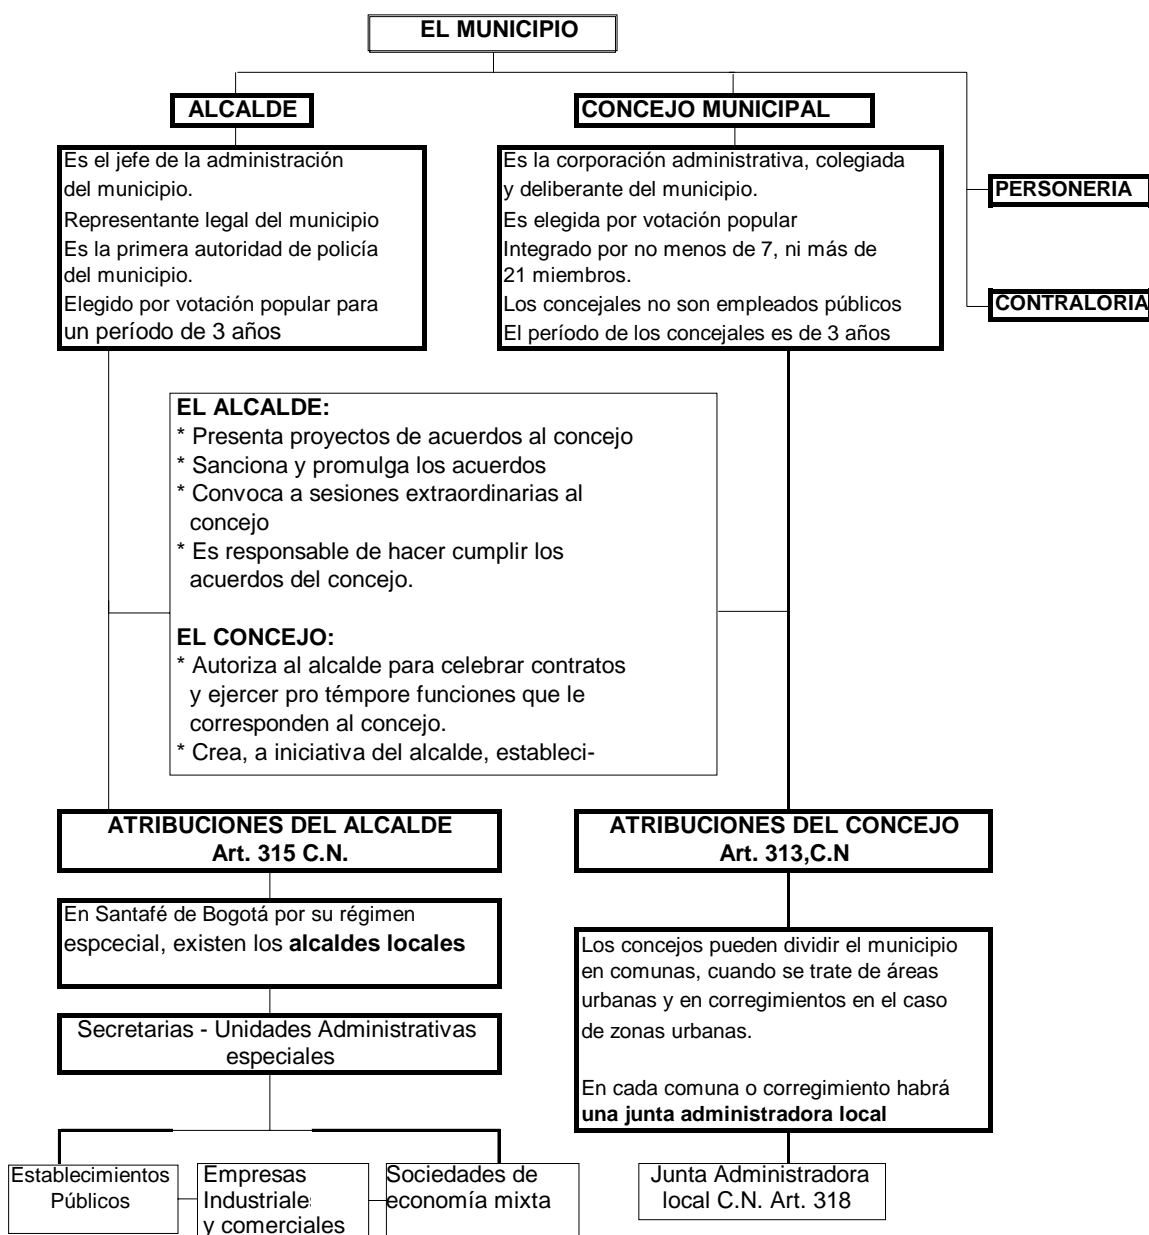 EL MUNICIPIO
ALCALDE
CONCEJO MUNICIPAL
Es el jefe de la administración
del municipio.
Representante legal del municipio
Es la primera autoridad de policía
del municipio.
Elegido por votación popular para
un período de 3 años
Es la corporación administrativa, colegiada
y deliberante del municipio.
Es elegida por votación popular
Integrado por no menos de 7, ni más de
21 miembros.
Los concejales no son empleados públicos
El período de los concejales es de 3 años
PERSONERIA
CONTRALORIA
EL ALCALDE:
* Presenta proyectos de acuerdos al concejo
* Sanciona y promulga los acuerdos
* Convoca a sesiones extraordinarias al
concejo
* Es responsable de hacer cumplir los
acuerdos del concejo.
EL CONCEJO:
* Autoriza al alcalde para celebrar contratos
y ejercer pro témpore funciones que le
corresponden al concejo.
* Crea, a iniciativa del alcalde, estableci-
ATRIBUCIONES DEL ALCALDE
Art. 315 C.N.
ATRIBUCIONES DEL CONCEJO
Art. 313,C.N
En Santafé de Bogotá por su régimen
espcecial, existen los alcaldes locales
Secretarias - Unidades Administrativas
especiales
Los concejos pueden dividir el municipio
en comunas, cuando se trate de áreas
urbanas y en corregimientos en el caso
de zonas urbanas.
En cada comuna o corregimiento habrá
una junta administradora local
Establecimientos
Públicos
Empresas
Industriales
y comerciales
Sociedades de
economía mixta
Junta Administradora
local C.N. Art. 318